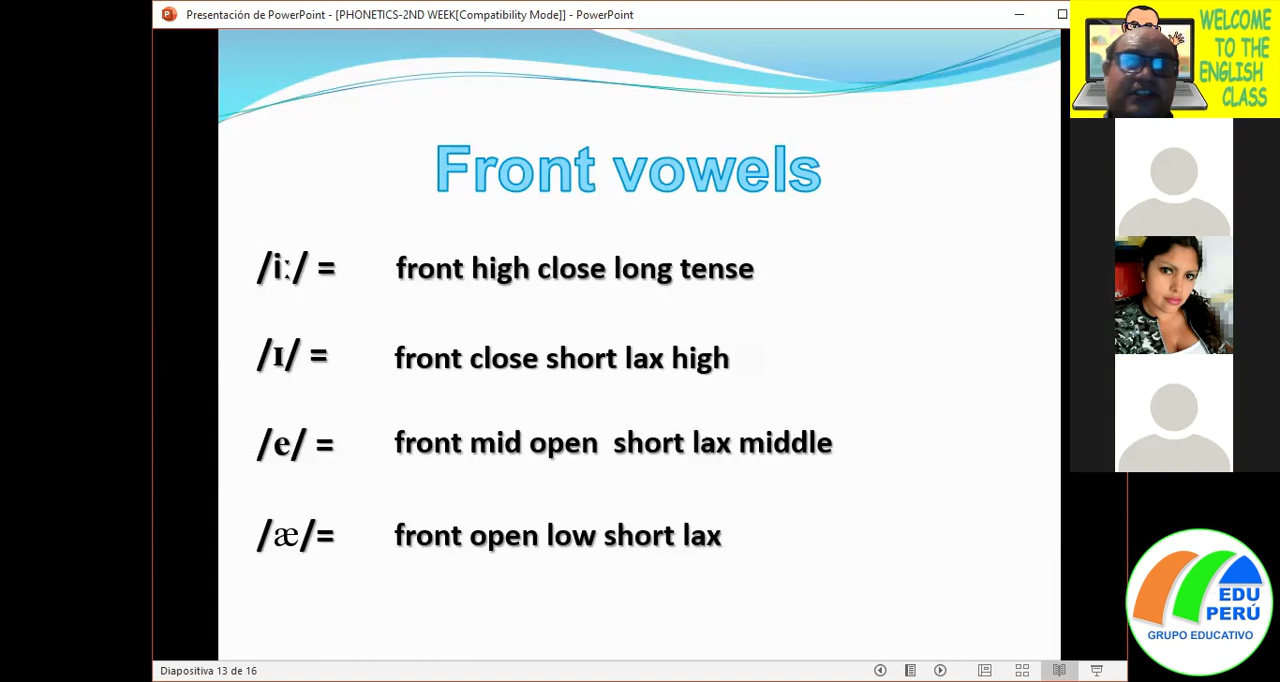 Presentación de PowerPoint - [PHONETICS-2ND WEEK[Compatibility Mode]] - PowerPoint
WELCOME
TO THE
ENGLISH
CLASS
Front vowels
/iː/ = front high close long tense
/ɪ/ = front close short lax high
/e/ = front mid open short lax middle
/æ/= front open low short lax
EDU
PERÚ
GRUPO EDUCATIVO
Diapositiva 13 de 16